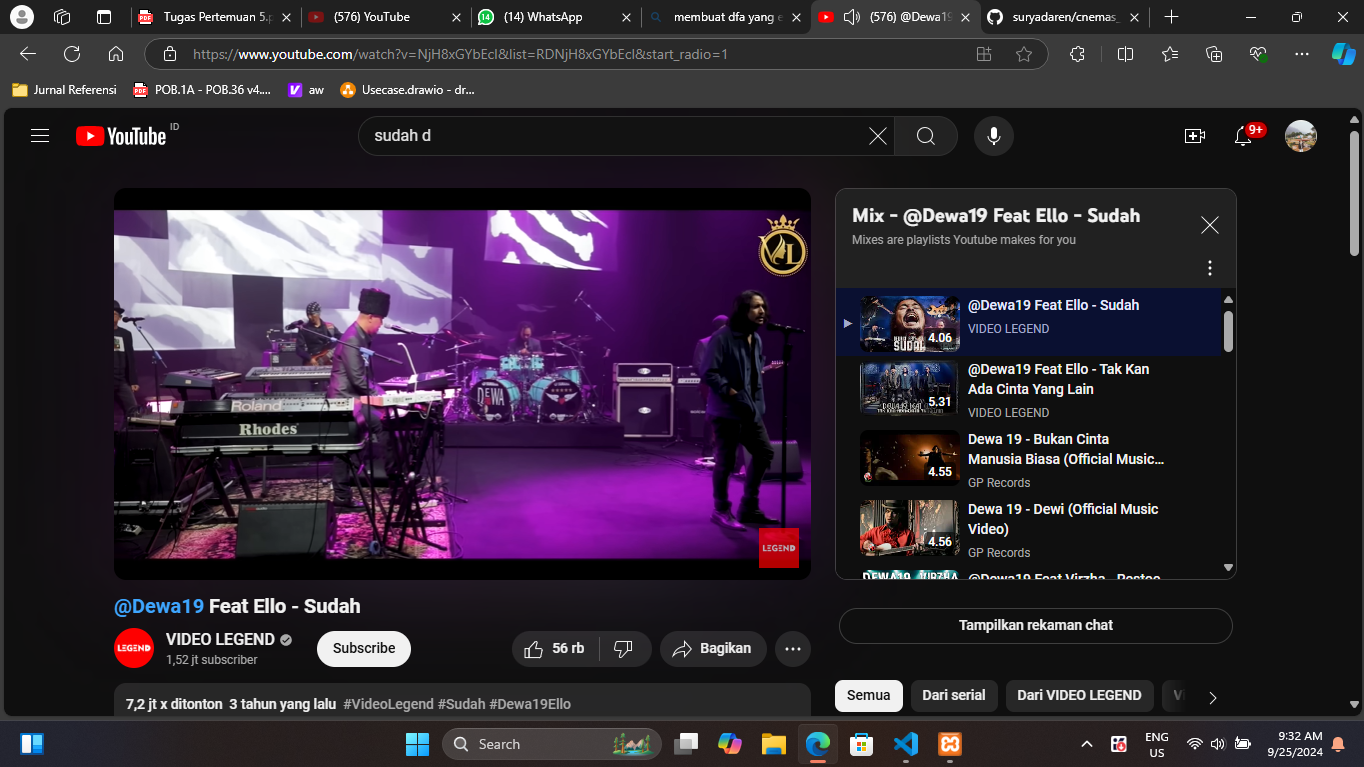 Tugas Pertemuan 5.p
(576) YouTube
(14) WhatsApp
membuat dfa yang e
(576) @Dewa19
suryadaren/cnemas_
https://www.youtube.com/watch?v=NjH8xGYbEcI&list=RDNjH8xGYbEcI&start_radio=1
Jurnal Referensi
POB.1A - POB.36 v4....
aw
Usecase.drawio - dr...
YouTube
ID
sudah d
9+
VL
Roland
Rhodes
DEWA
LEGEND
@Dewa19 Feat Ello - Sudah
LEGEND
VIDEO LEGEND
1,52 jt subscriber
Subscribe
56 rb
Bagikan
7,2 jt x ditonton 3 tahun yang lalu #VideoLegend #Sudah #Dewa19Ello
Mix - @Dewa19 Feat Ello - Sudah
Mixes are playlists Youtube makes for you
SUDAH
4.06
@Dewa19 Feat Ello - Sudah
VIDEO LEGEND
5.31
@Dewa19 Feat Ello - Tak Kan
Ada Cinta Yang Lain
VIDEO LEGEND
4.55
Dewa 19 - Bukan Cinta
Manusia Biasa (Official Music...
GP Records
4.56
Dewa 19 - Dewi (Official Music
Video)
GP Records
DEWA19 VIRZHA
@Dewa19 Feat Virzha - Restoe
Tampilkan rekaman chat
Semua
Dari serial
Dari VIDEO LEGEND
Search
ENG
US
9:32 AM
9/25/2024